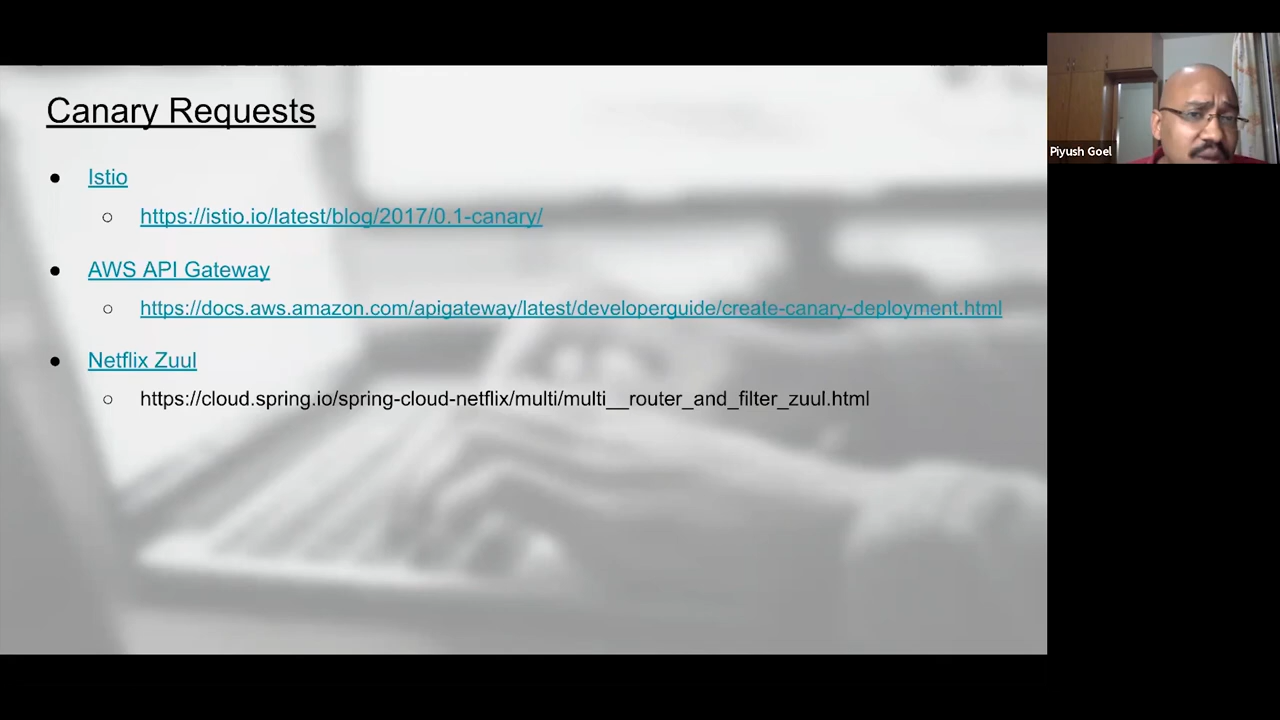 Canary Requests
Istio
https://istio.io/latest/blog/2017/0.1-canary/
AWS API Gateway
https://docs.aws.amazon.com/apigateway/latest/developerguide/create-canary-deployment.html
Netflix Zuul
https://cloud.spring.io/spring-cloud-netflix/multi/multi__router_and_filter_zuul.html
Piyush Goel